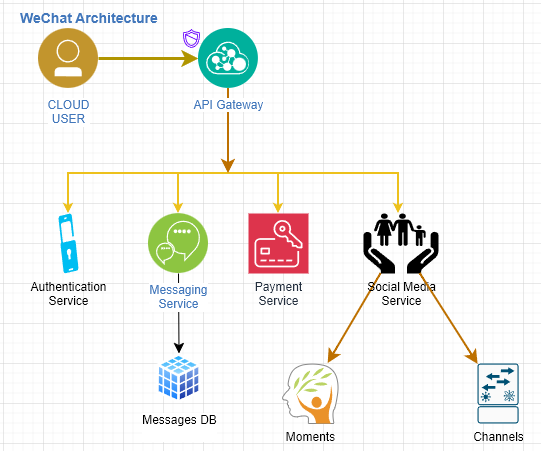 WeChat Architecture
CLOUD
USER
API Gateway
Authentication
Service
Messaging
Service
Payment
Service
Social Media
Service
Messages DB
Moments
Channels